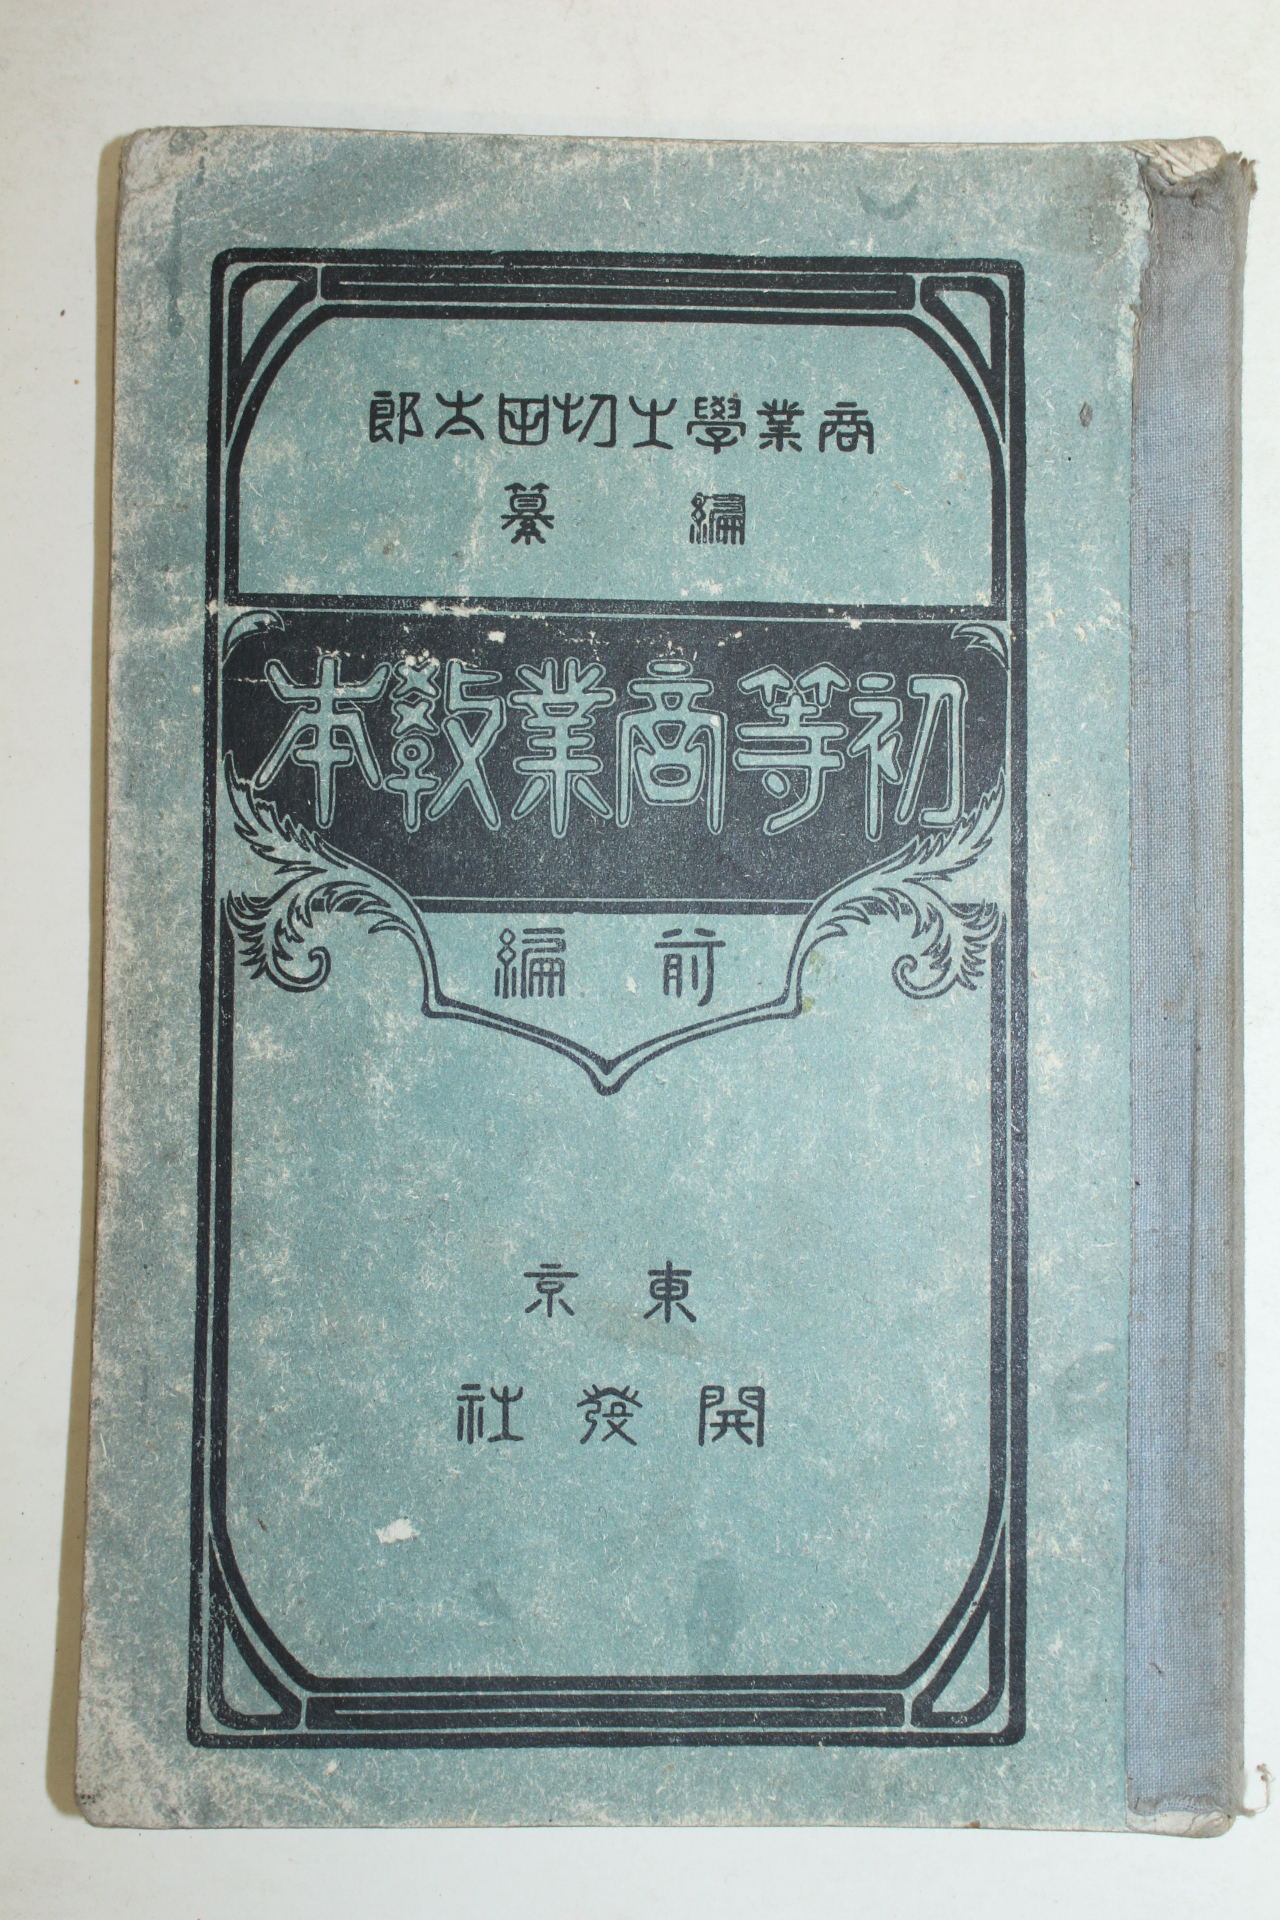 商業學士切田太郎
編纂
初等商業教本
前編
東京
開發社